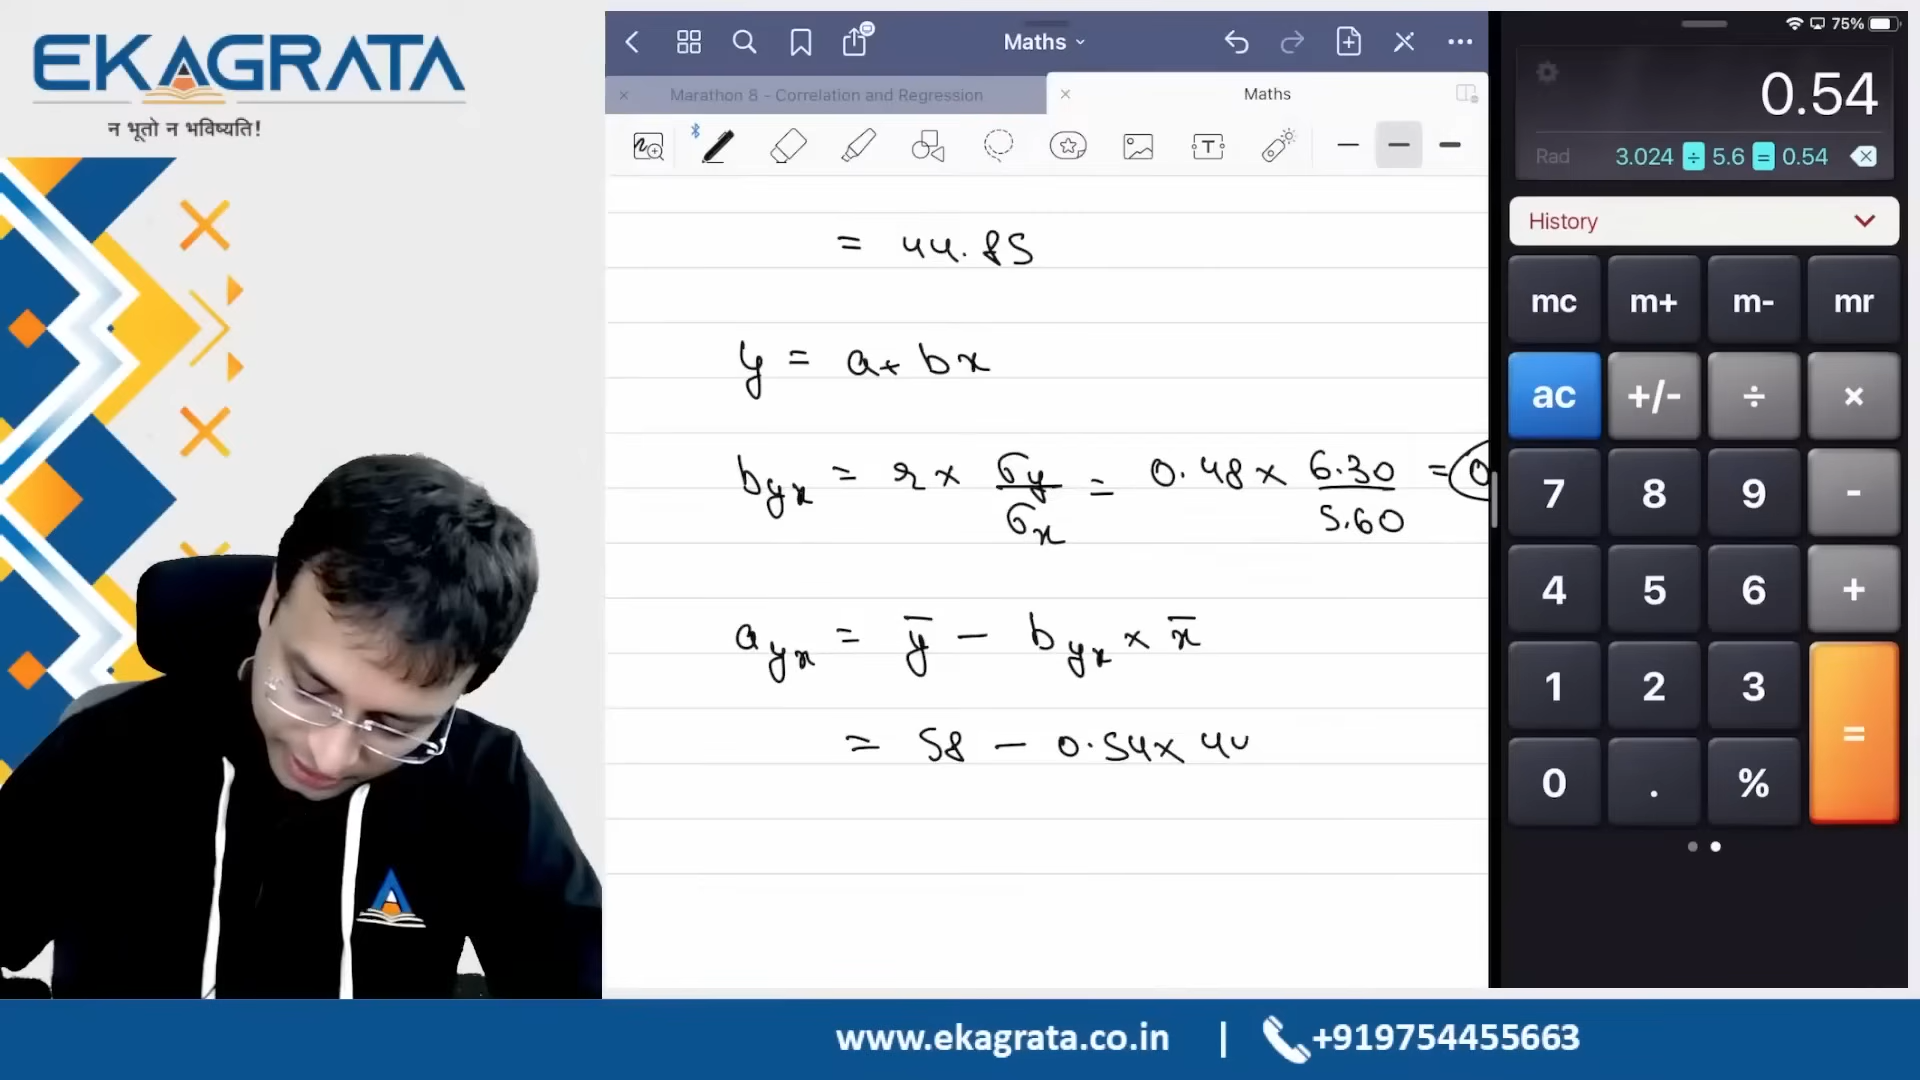 EKAGRATA
न भूतो न भविष्यति!
Maths
Marathon 8 - Correlation and Regression
Maths
T
= 44.85
y = a + bx
byx = r × σy/σx = 0.48 × 6.30/5.60 = 0
ayx = ȳ - byx × x̄
= 58 - 0.54 × 44
75%
0.54
Rad 3.024 ÷ 5.6 = 0.54
History
mc m+ m- mr
ac +/- ÷ ×
7 8 9 -
4 5 6 +
1 2 3 =
0 . %
www.ekagrata.co.in | +919754455663